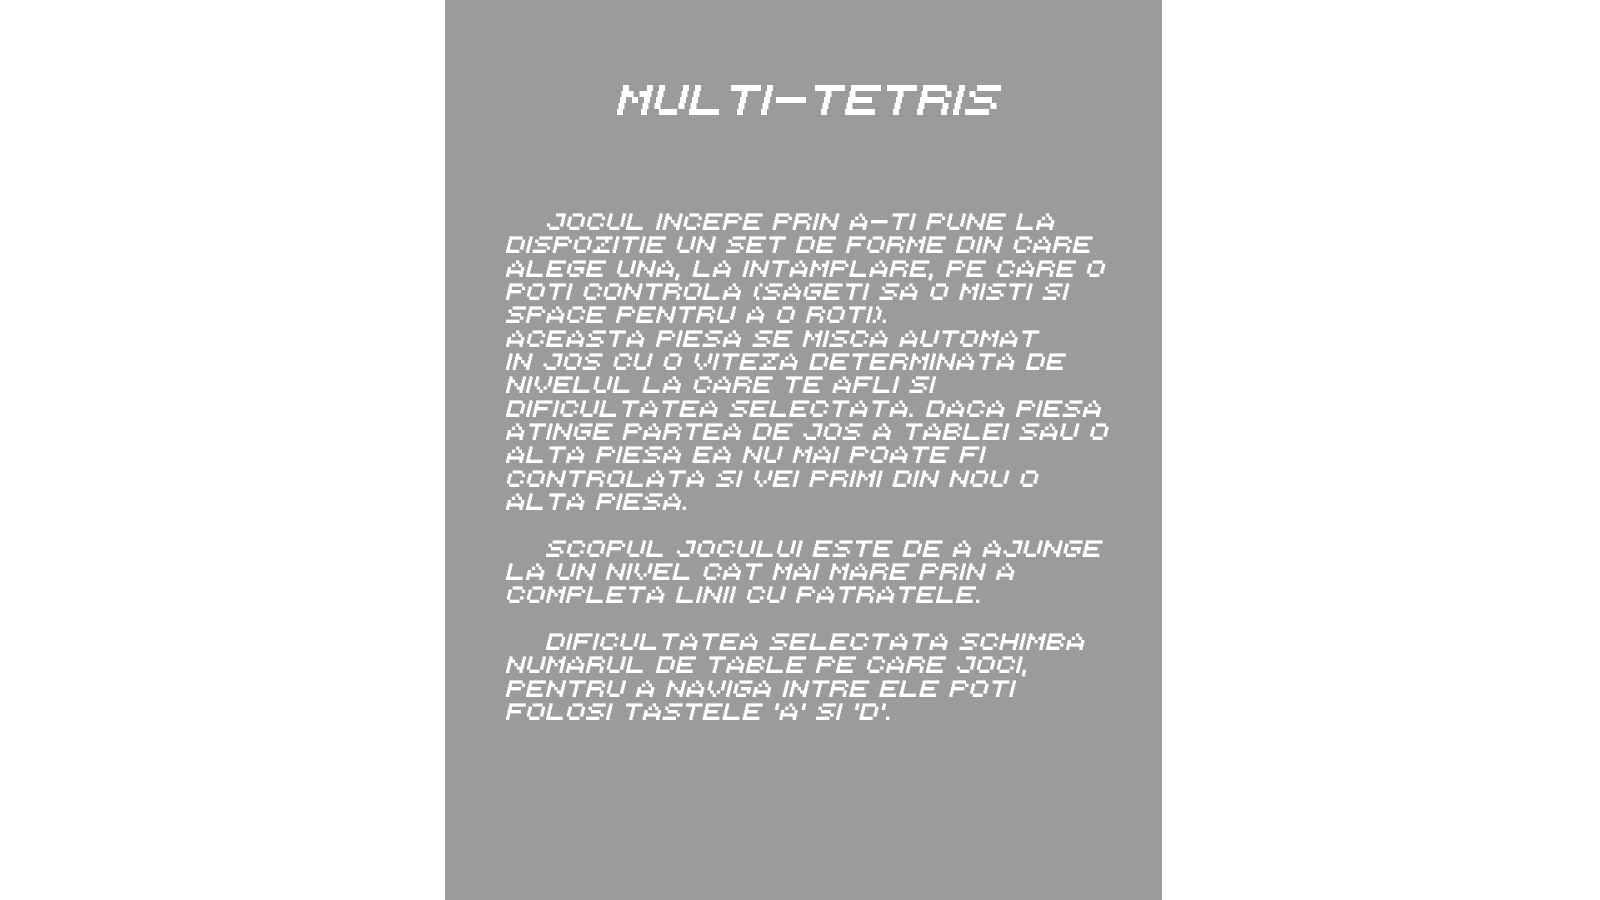 MULTI-TETRIS
JOCUL INCEPE PRIN A-TI PUNE LA
DISPOZITIE UN SET DE FORME DIN CARE
ALEGE UNA, LA INTAMPLARE, PE CARE O
POTI CONTROLA (SAGETI SA O MISTI SI
SPACE PENTRU A O ROTI).
ACEASTA PIESA SE MISCA AUTOMAT
IN JOS CU O VITEZA DETERMINATA DE
NIVELUL LA CARE TE AFLI SI
DIFICULTATEA SELECTATA. DACA PIESA
ATINGE PARTEA DE JOS A TABLEI SAU O
ALTA PIESA EA NU MAI POATE FI
CONTROLATA SI VEI PRIMI DIN NOU O
ALTA PIESA.
SCOPUL JOCULUI ESTE DE A AJUNGE
LA UN NIVEL CAT MAI MARE PRIN A
COMPLETA LINII CU PATRATELE.
DIFICULTATEA SELECTATA SCHIMBA
NUMARUL DE TABLE PE CARE JOCI,
PENTRU A NAVIGA INTRE ELE POTI
FOLOSI TASTELE 'A' SI 'D'.